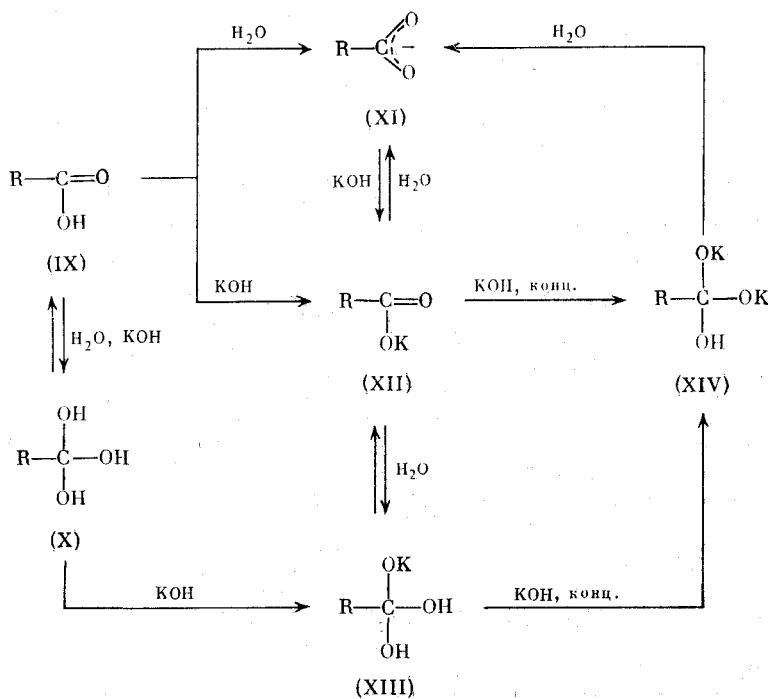 H₂O
H₂O
R—C
O
O
—
(XI)
KOH
H₂O
R—C=O
OH
(IX)
H₂O, KOH
KOH
R—C=O
OK
(XII)
KOH, конц.
OK
R—C—OK
OH
(XIV)
OH
R—C—OH
OH
(X)
H₂O
KOH
OK
R—C—OH
OH
(XIII)
KOH, конц.